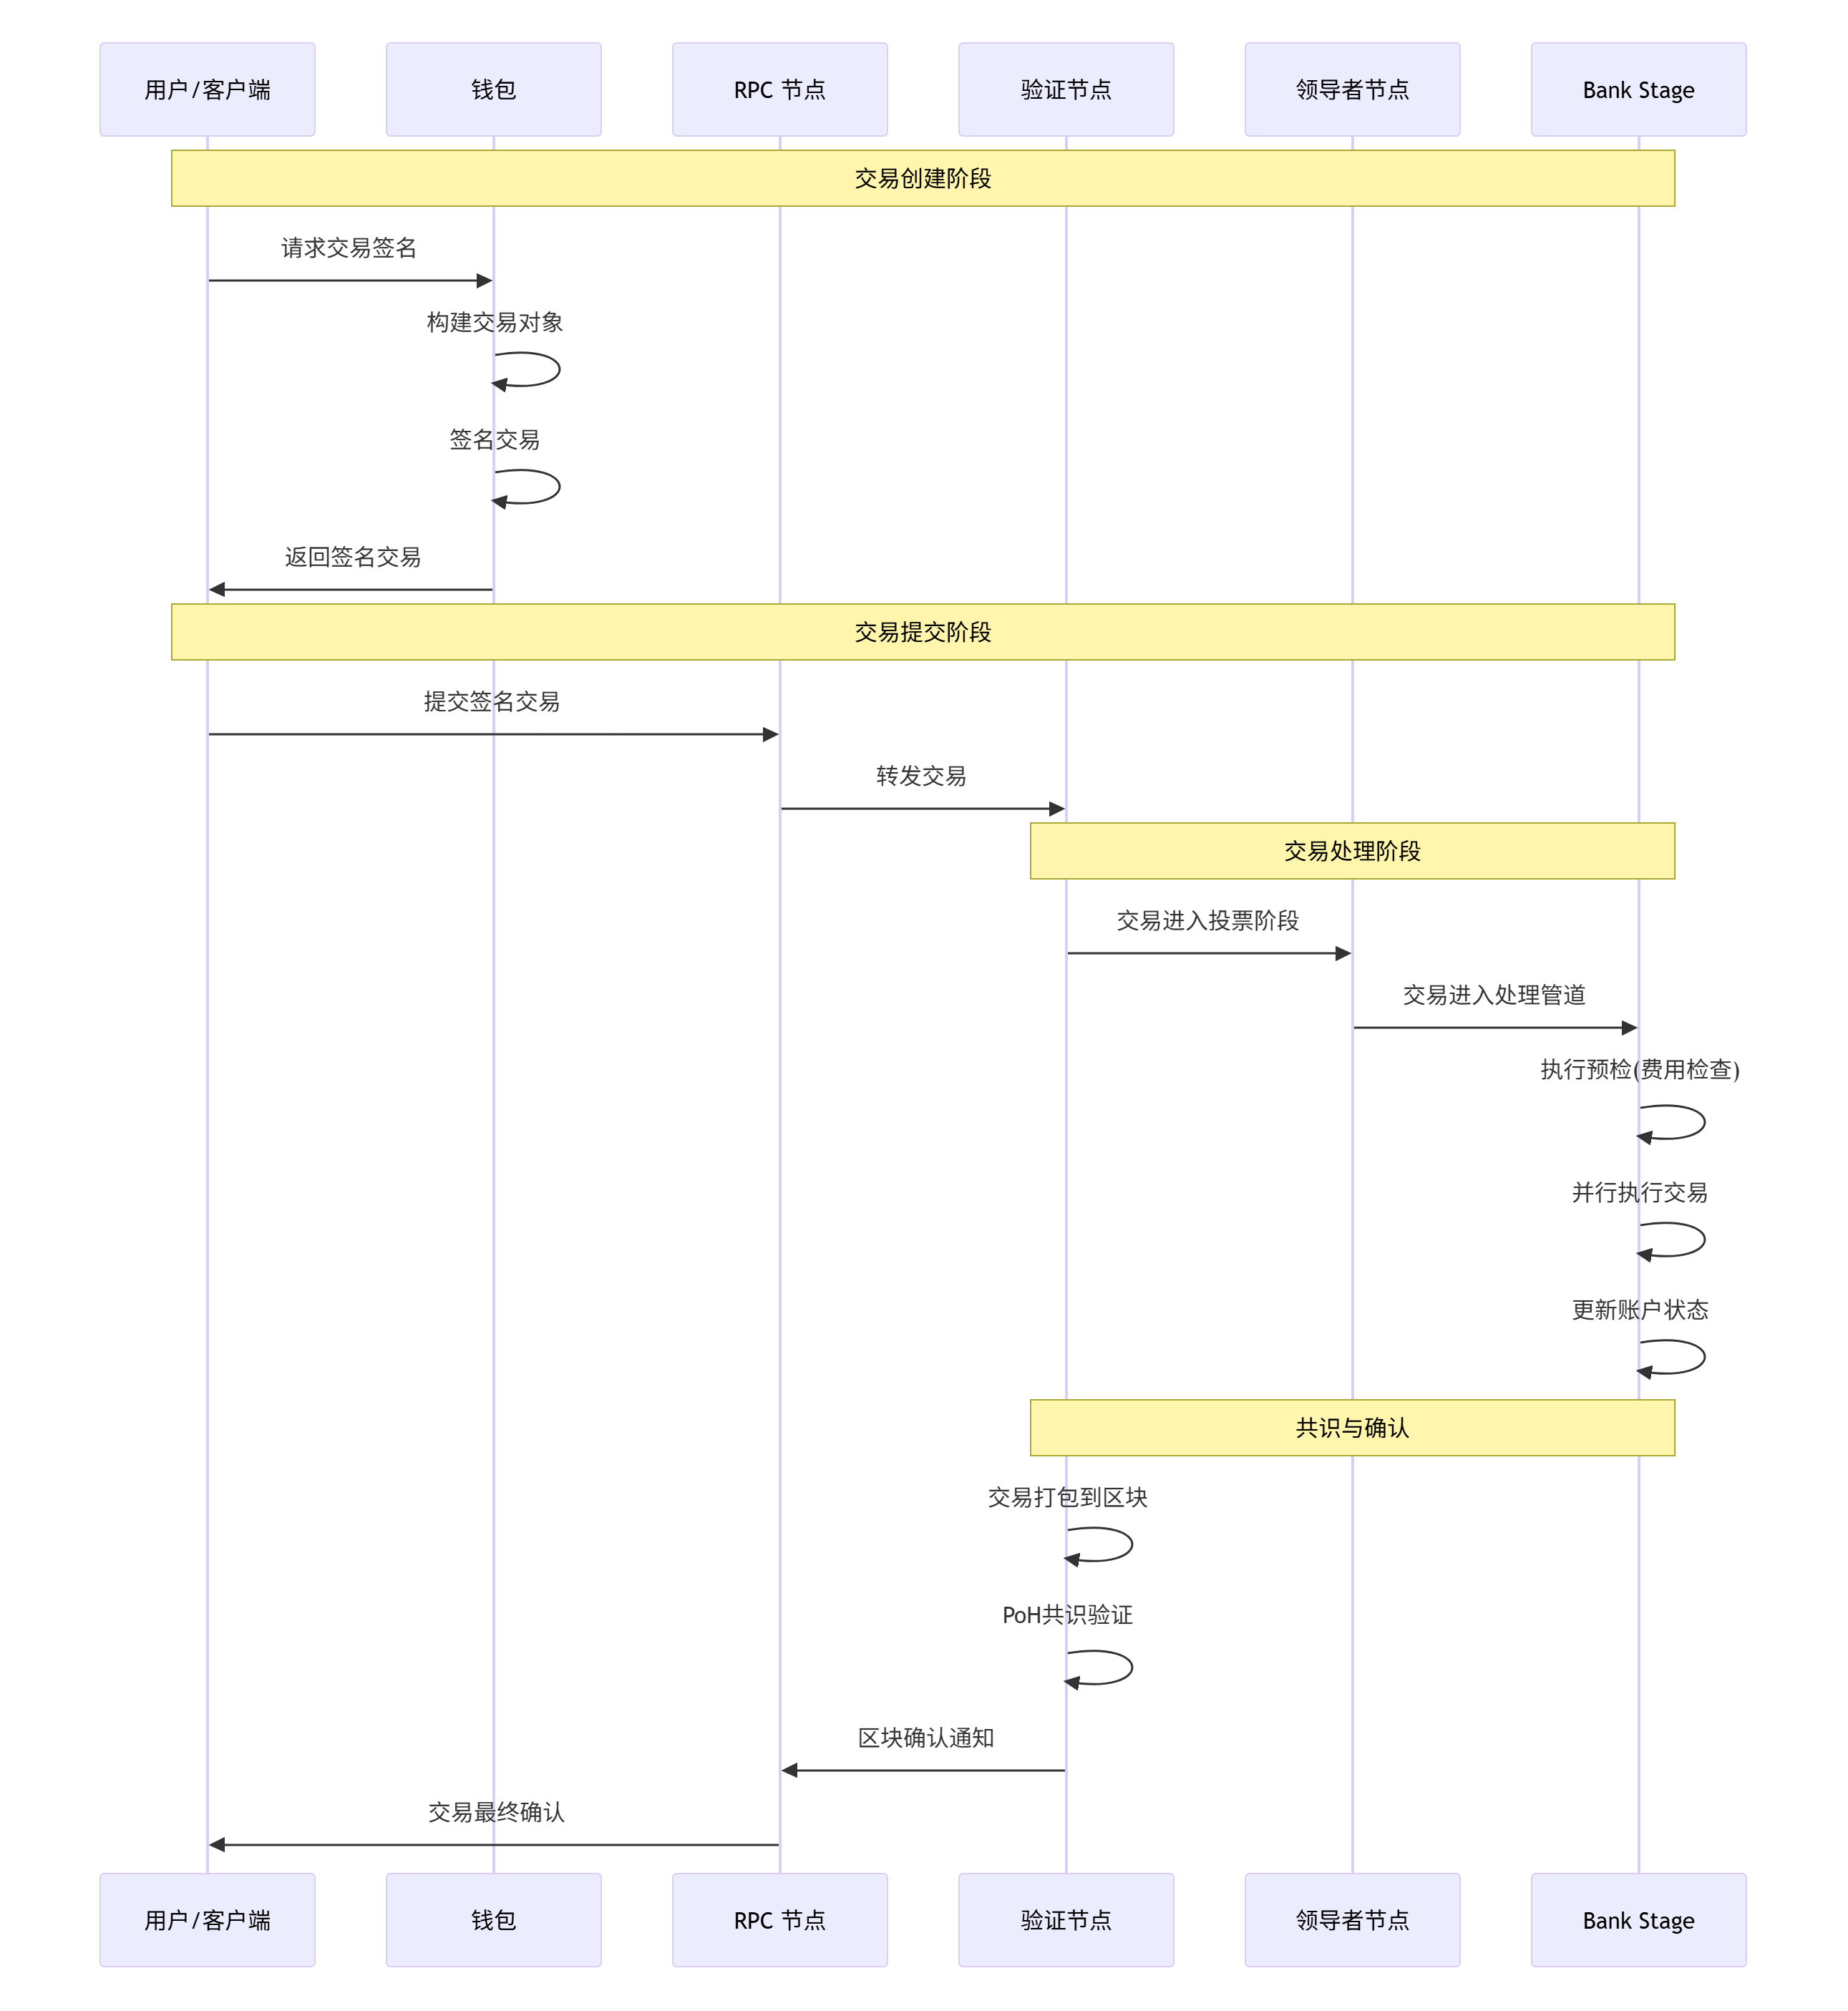 用户/客户端
钱包
RPC 节点
验证节点
领导者节点
Bank Stage
交易创建阶段
请求交易签名
构建交易对象
签名交易
返回签名交易
交易提交阶段
提交签名交易
转发交易
交易处理阶段
交易进入投票阶段
交易进入处理管道
执行预检(费用检查)
并行执行交易
更新账户状态
共识与确认
交易打包到区块
PoH共识验证
区块确认通知
交易最终确认
用户/客户端
钱包
RPC 节点
验证节点
领导者节点
Bank Stage